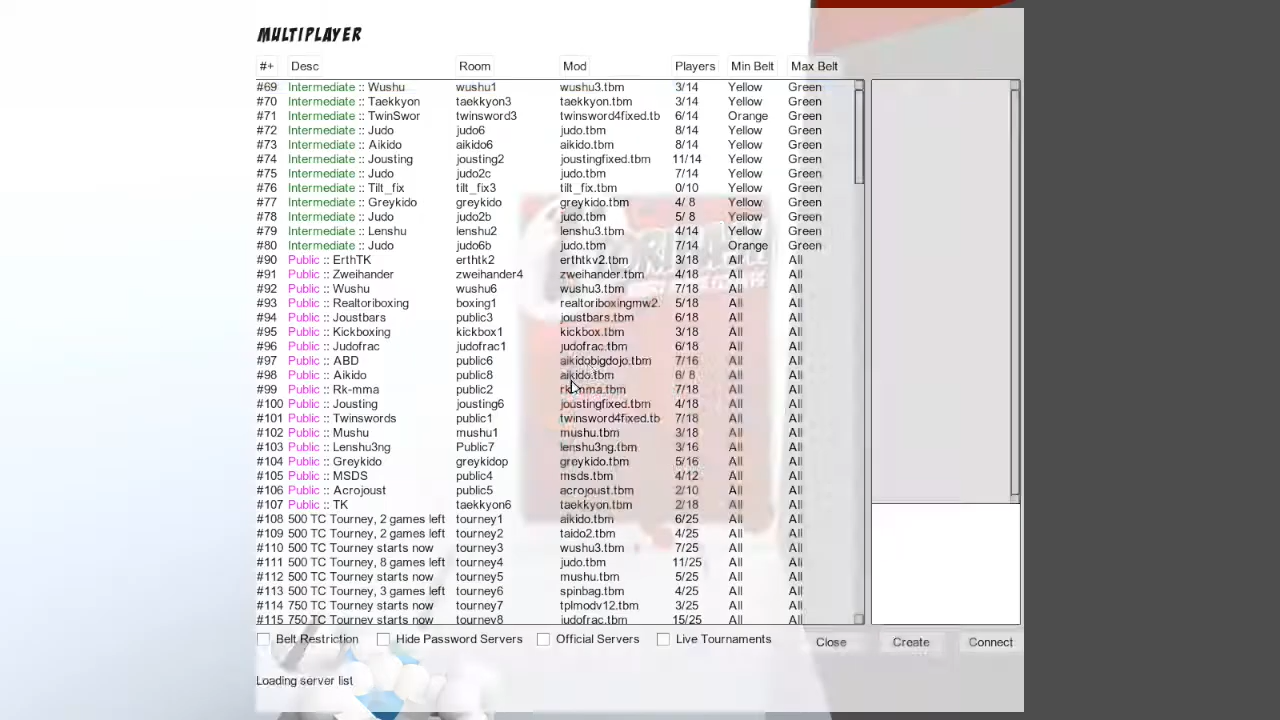 MULTIPLAYER
#+ Desc Room Mod Players Min Belt Max Belt
#69 Intermediate :: Wushu wushu1 wushu3.tbm 3/14 Yellow Green
#70 Intermediate :: Taekkyon taekkyon3 taekkyon.tbm 3/14 Yellow Green
#71 Intermediate :: TwinSwor twinsword3 twinsword4fixed.tb 6/14 Orange Green
#72 Intermediate :: Judo judo6 judo.tbm 8/14 Yellow Green
#73 Intermediate :: Aikido aikido6 aikido.tbm 8/14 Yellow Green
#74 Intermediate :: Jousting jousting2 joustingfixed.tbm 11/14 Yellow Green
#75 Intermediate :: Judo judo2c judo.tbm 7/14 Yellow Green
#76 Intermediate :: Tilt_fix tilt_fix3 tilt_fix.tbm 0/10 Yellow Green
#77 Intermediate :: Greykido greykido greykido.tbm 4/ 8 Yellow Green
#78 Intermediate :: Judo judo2b judo.tbm 5/ 8 Yellow Green
#79 Intermediate :: Lenshu lenshu2 lenshu3.tbm 4/14 Yellow Green
#80 Intermediate :: Judo judo6b judo.tbm 7/14 Orange Green
#90 Public :: ErthTK erthtk2 erthtkv2.tbm 3/18 All All
#91 Public :: Zweihander zweihander4 zweihander.tbm 4/18 All All
#92 Public :: Wushu wushu6 wushu3.tbm 7/18 All All
#93 Public :: Realtoriboxing boxing1 realtoriboxingmw2. 5/18 All All
#94 Public :: Joustbars public3 joustbars.tbm 6/18 All All
#95 Public :: Kickboxing kickbox1 kickbox.tbm 3/18 All All
#96 Public :: Judofrac judofrac1 judofrac.tbm 6/18 All All
#97 Public :: ABD public6 aikidobigdojo.tbm 7/16 All All
#98 Public :: Aikido public8 aikido.tbm 6/ 8 All All
#99 Public :: Rk-mma public2 rk-mma.tbm 7/18 All All
#100 Public :: Jousting jousting6 joustingfixed.tbm 4/18 All All
#101 Public :: Twinswords public1 twinsword4fixed.tb 7/18 All All
#102 Public :: Mushu mushu1 mushu.tbm 3/18 All All
#103 Public :: Lenshu3ng Public7 lenshu3ng.tbm 3/16 All All
#104 Public :: Greykido greykidop greykido.tbm 5/16 All All
#105 Public :: MSDS public4 msds.tbm 4/12 All All
#106 Public :: Acrojoust public5 acrojoust.tbm 2/10 All All
#107 Public :: TK taekkyon6 taekkyon.tbm 2/18 All All
#108 500 TC Tourney, 2 games left tourney1 aikido.tbm 6/25 All All
#109 500 TC Tourney, 2 games left tourney2 taido2.tbm 4/25 All All
#110 500 TC Tourney starts now tourney3 wushu3.tbm 7/25 All All
#111 500 TC Tourney, 8 games left tourney4 judo.tbm 11/25 All All
#112 500 TC Tourney starts now tourney5 mushu.tbm 5/25 All All
#113 500 TC Tourney, 3 games left tourney6 spinbag.tbm 4/25 All All
#114 750 TC Tourney starts now tourney7 tplmodv12.tbm 3/25 All All
#115 750 TC Tourney starts now tourney8 judofrac.tbm 15/25 All All
Belt Restriction Hide Password Servers Official Servers Live Tournaments Close Create Connect
Loading server list